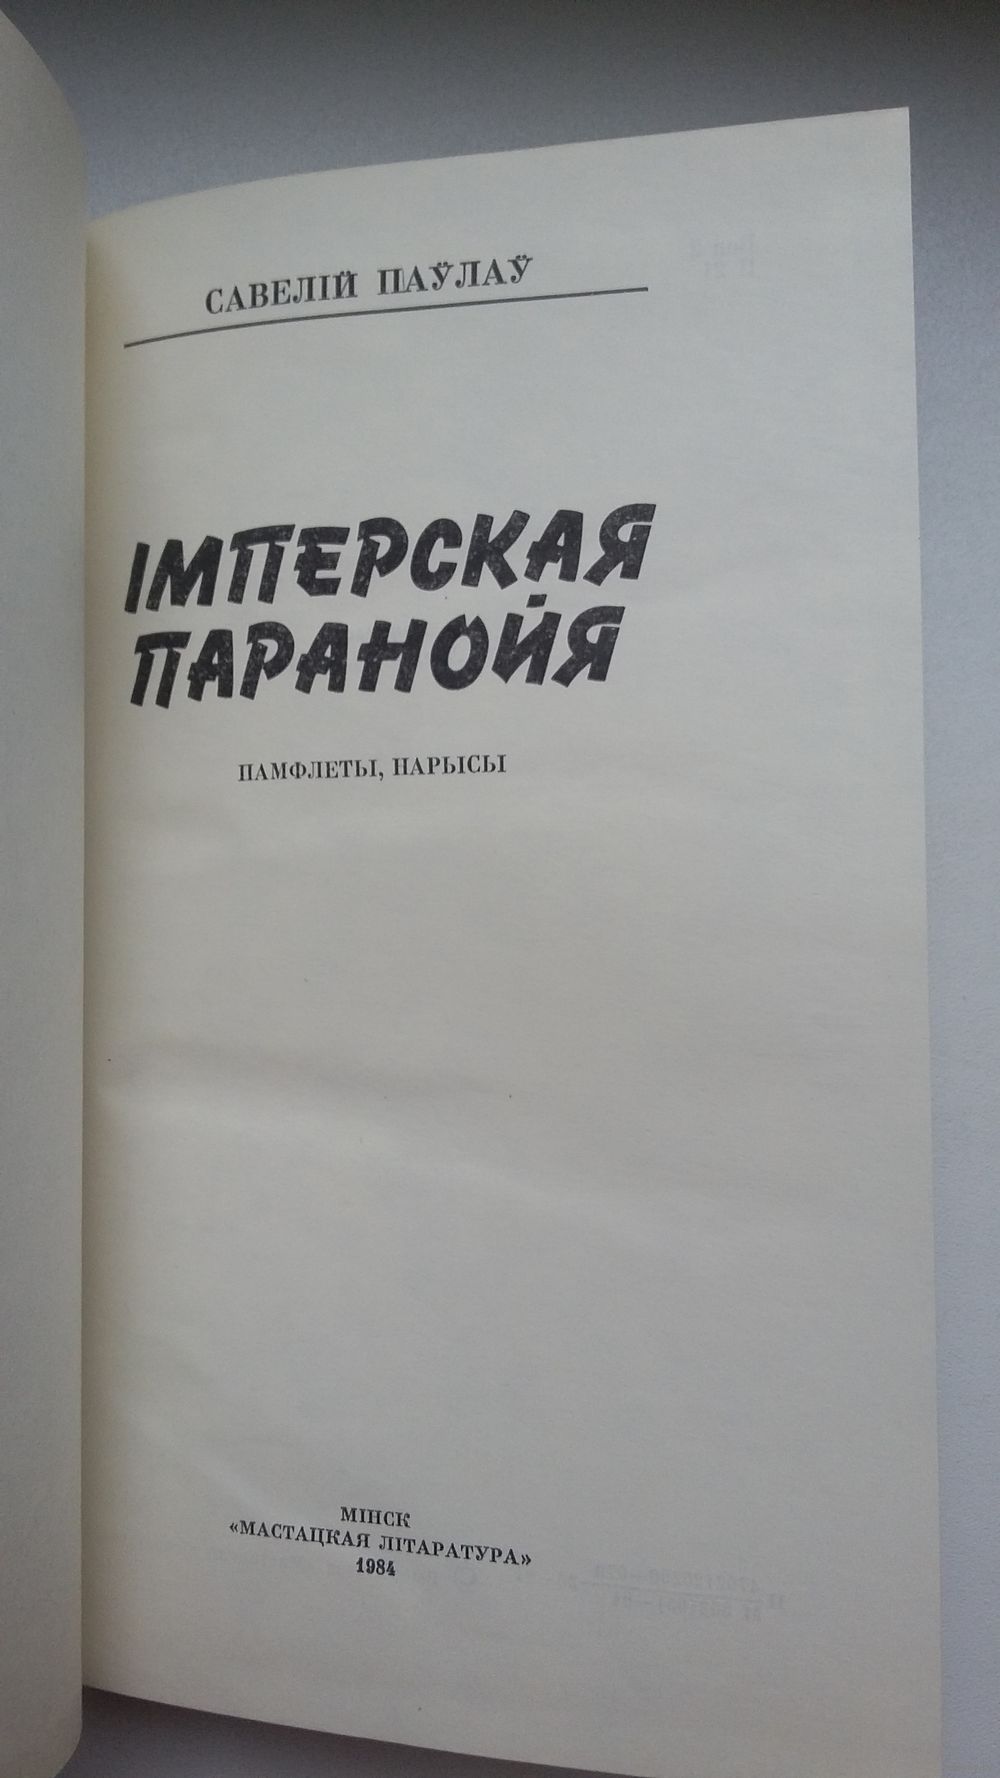 САВЕЛІЙ ПАЎЛАЎ
ІМПЕРСКАЯ
ПАРАНОЙЯ
ПАМФЛЕТЫ, НАРЫСЫ
МІНСК
«МАСТАЦКАЯ ЛІТАРАТУРА»
1984